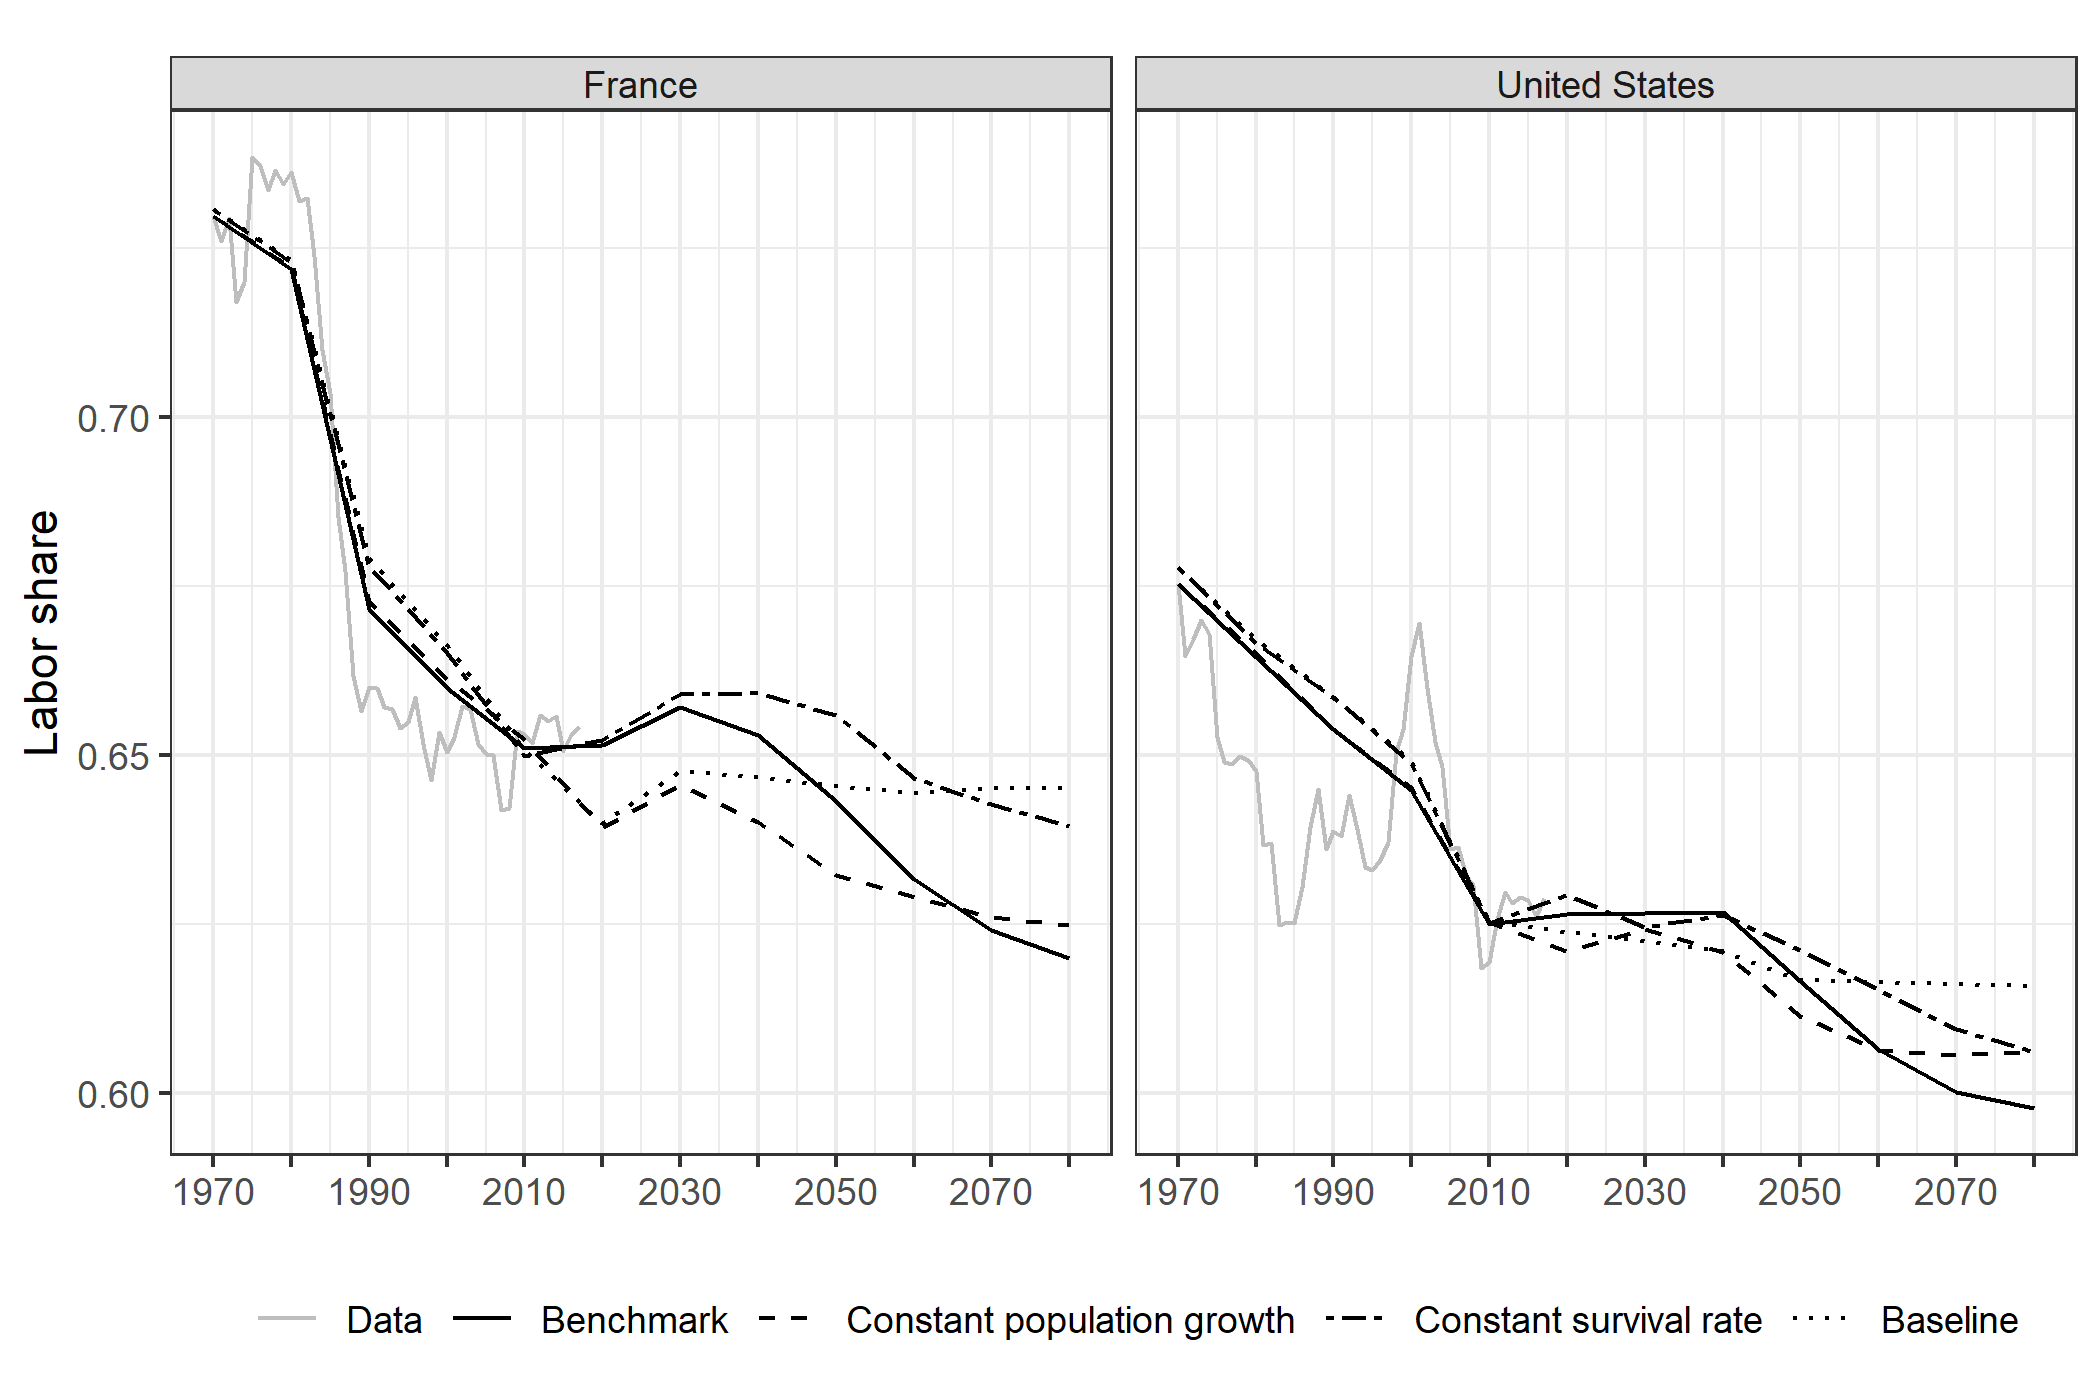 France
United States
Labor share
0.70
0.65
0.60
1970 1990 2010 2030 2050 2070
1970 1990 2010 2030 2050 2070
Data Benchmark Constant population growth Constant survival rate Baseline